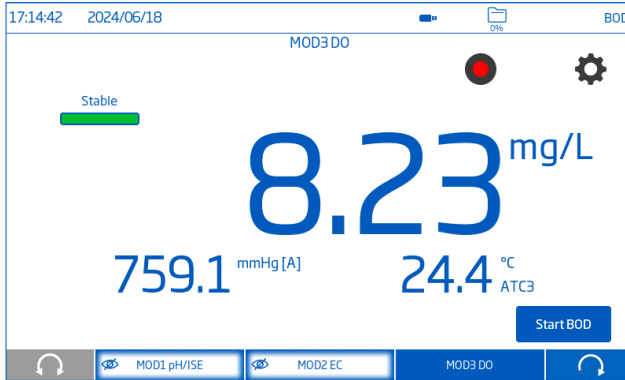 17:14:42 2024/06/18 0% BOD
MOD3 DO
Stable
8.23 mg/L
759.1 mmHg [A] 24.4 °C ATC3
Start BOD
MOD1 pH/ISE MOD2 EC MOD3 DO